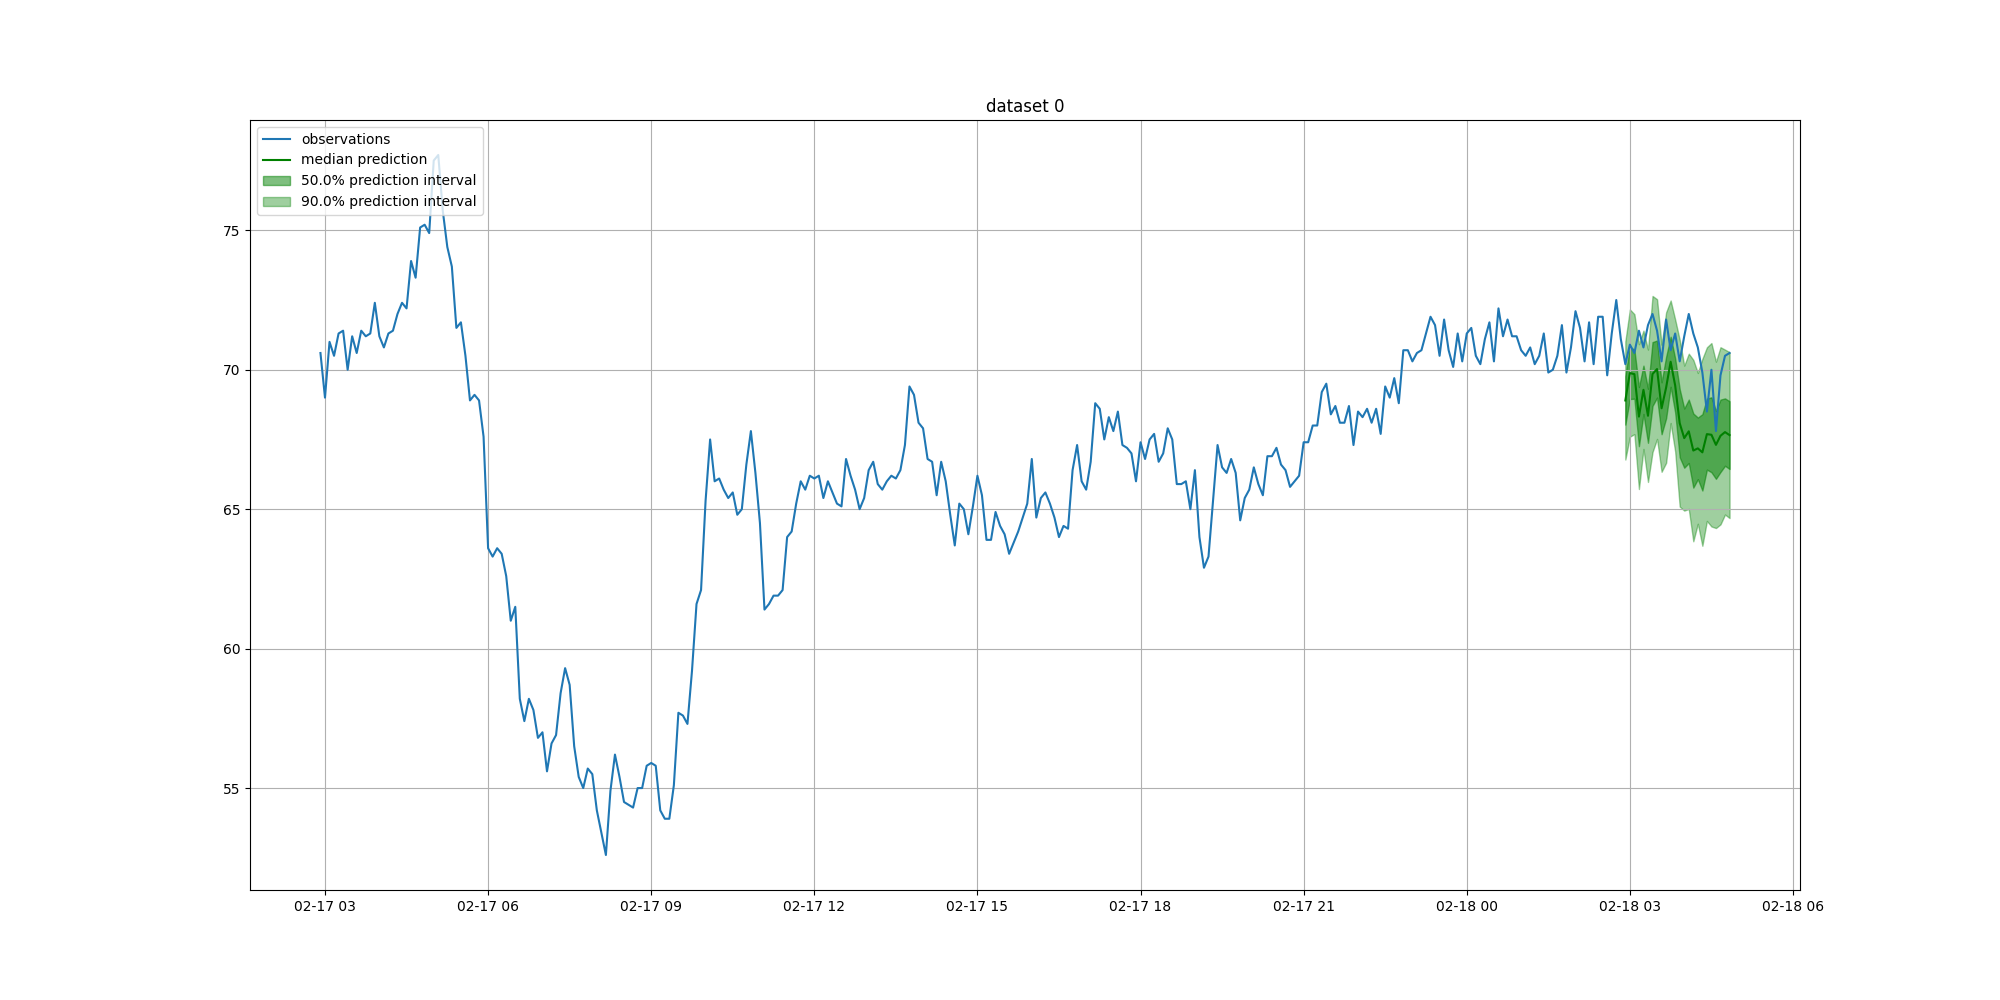 dataset 0
observations
median prediction
50.0% prediction interval
90.0% prediction interval
75
70
65
60
55
02-17 03 02-17 06 02-17 09 02-17 12 02-17 15 02-17 18 02-17 21 02-18 00 02-18 03 02-18 06